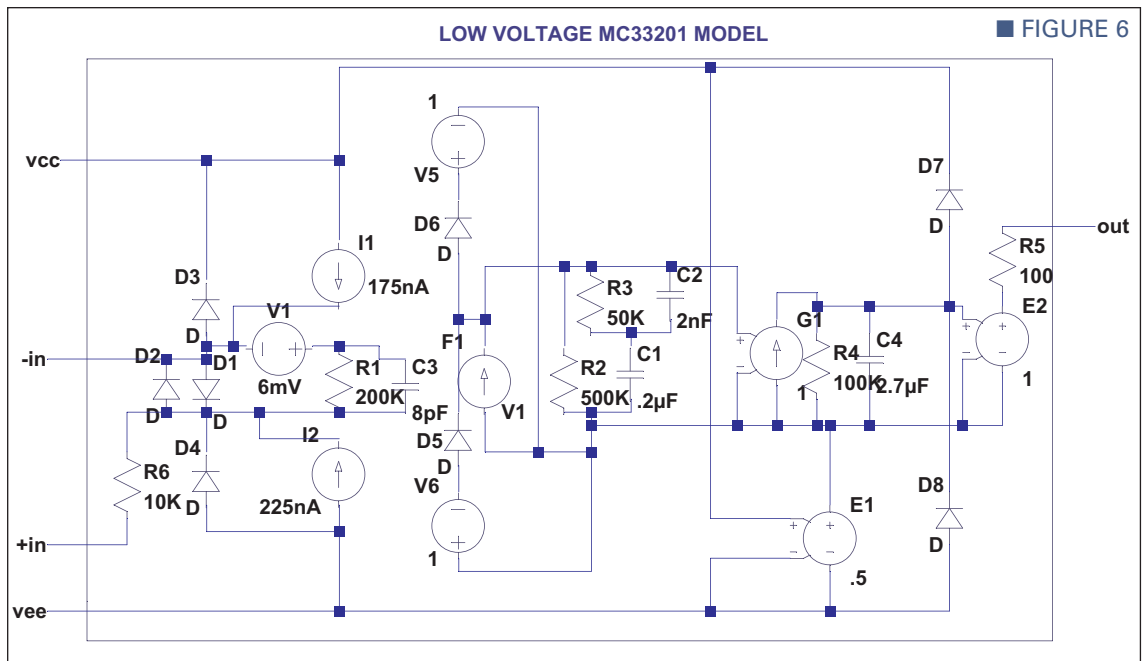 LOW VOLTAGE MC33201 MODEL
■ FIGURE 6
1
vcc
V5
D7
D6
D
D
out
I1
R5
D3
175nA
C2
100
V1
R3
2nF
E2
D
50K
G1
D2
D1
F1
C4
-in
6mV
R1
C3
R2
C1
R4
200K
500K
100K
2.7µF
1
D
D
8pF
V1
.2µF
1
D4
I2
D5
D
R6
V6
D8
10K
D
225nA
E1
+in
1
D
.5
vee
+
−
+
−
+
−
+
−
+
−
+
−
+
−
+
−